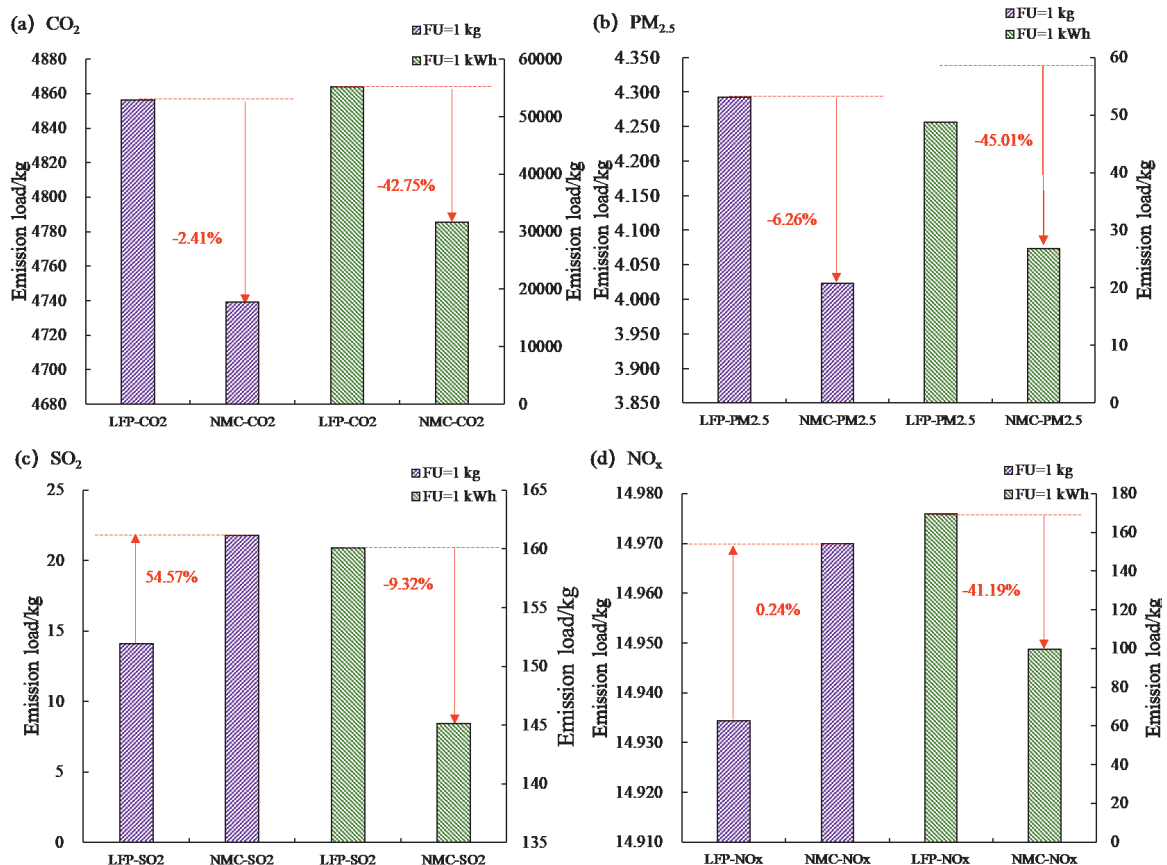 (a) CO₂
FU=1 kg
FU=1 kWh
4880
4860
4840
4820
4800
4780
4760
4740
4720
4700
4680
Emission load/kg
60000
50000
40000
30000
20000
10000
0
Emission load/kg
-2.41%
-42.75%
LFP-CO2
NMC-CO2
LFP-CO2
NMC-CO2
(b) PM₂.₅
FU=1 kg
FU=1 kWh
4.350
4.300
4.250
4.200
4.150
4.100
4.050
4.000
3.950
3.900
3.850
Emission load/kg
60
50
40
30
20
10
0
Emission load/kg
-6.26%
-45.01%
LFP-PM2.5
NMC-PM2.5
LFP-PM2.5
NMC-PM2.5
(c) SO₂
FU=1 kg
FU=1 kWh
25
20
15
10
5
0
Emission load/kg
165
160
155
150
145
140
135
Emission load/kg
54.57%
-9.32%
LFP-SO2
NMC-SO2
LFP-SO2
NMC-SO2
(d) NOₓ
FU=1 kg
FU=1 kWh
14.980
14.970
14.960
14.950
14.940
14.930
14.920
14.910
Emission load/kg
180
160
140
120
100
80
60
40
20
0
Emission load/kg
0.24%
-41.19%
LFP-NOx
NMC-NOx
LFP-NOx
NMC-NOx